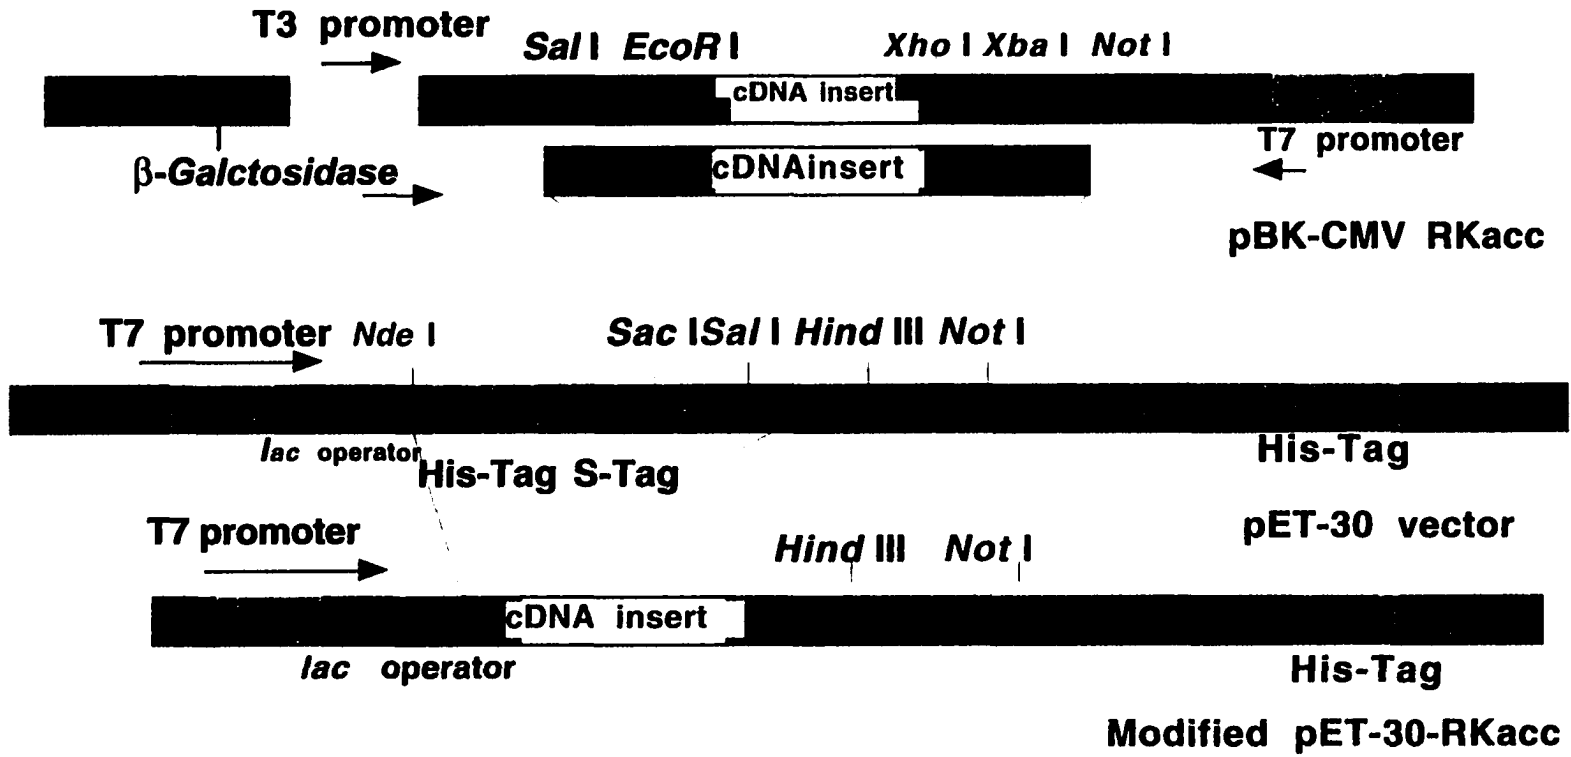 T3 promoter
Sal I EcoR I
Xho I Xba I Not I
cDNA insert
β-Galctosidase
cDNAinsert
T7 promoter
pBK-CMV RKacc
T7 promoter Nde I
Sac ISal I Hind III Not I
lac operator
His-Tag S-Tag
His-Tag
pET-30 vector
T7 promoter
Hind III Not I
cDNA insert
lac operator
His-Tag
Modified pET-30-RKacc